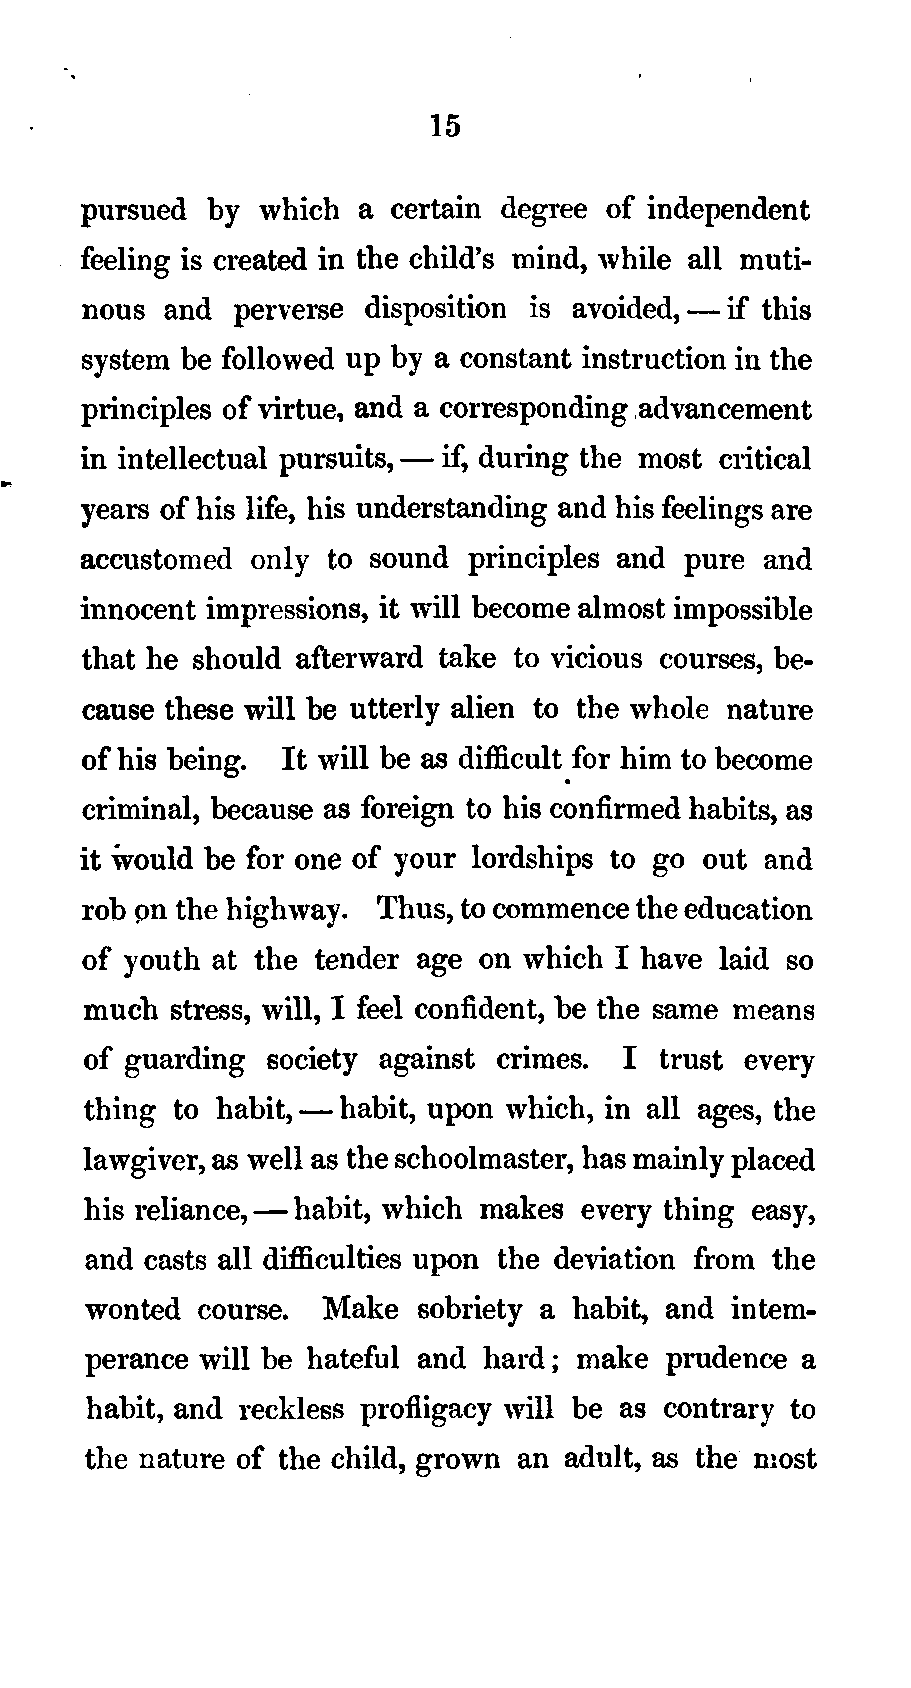 15
pursued by which a certain degree of independent
feeling is created in the child's mind, while all muti-
nous and perverse disposition is avoided, — if this
system be followed up by a constant instruction in the
principles of virtue, and a corresponding advancement
in intellectual pursuits, — if, during the most critical
years of his life, his understanding and his feelings are
accustomed only to sound principles and pure and
innocent impressions, it will become almost impossible
that he should afterward take to vicious courses, be-
cause these will be utterly alien to the whole nature
of his being. It will be as difficult for him to become
criminal, because as foreign to his confirmed habits, as
it would be for one of your lordships to go out and
rob on the highway. Thus, to commence the education
of youth at the tender age on which I have laid so
much stress, will, I feel confident, be the same means
of guarding society against crimes. I trust every
thing to habit, — habit, upon which, in all ages, the
lawgiver, as well as the schoolmaster, has mainly placed
his reliance, — habit, which makes every thing easy,
and casts all difficulties upon the deviation from the
wonted course. Make sobriety a habit, and intem-
perance will be hateful and hard; make prudence a
habit, and reckless profligacy will be as contrary to
the nature of the child, grown an adult, as the most